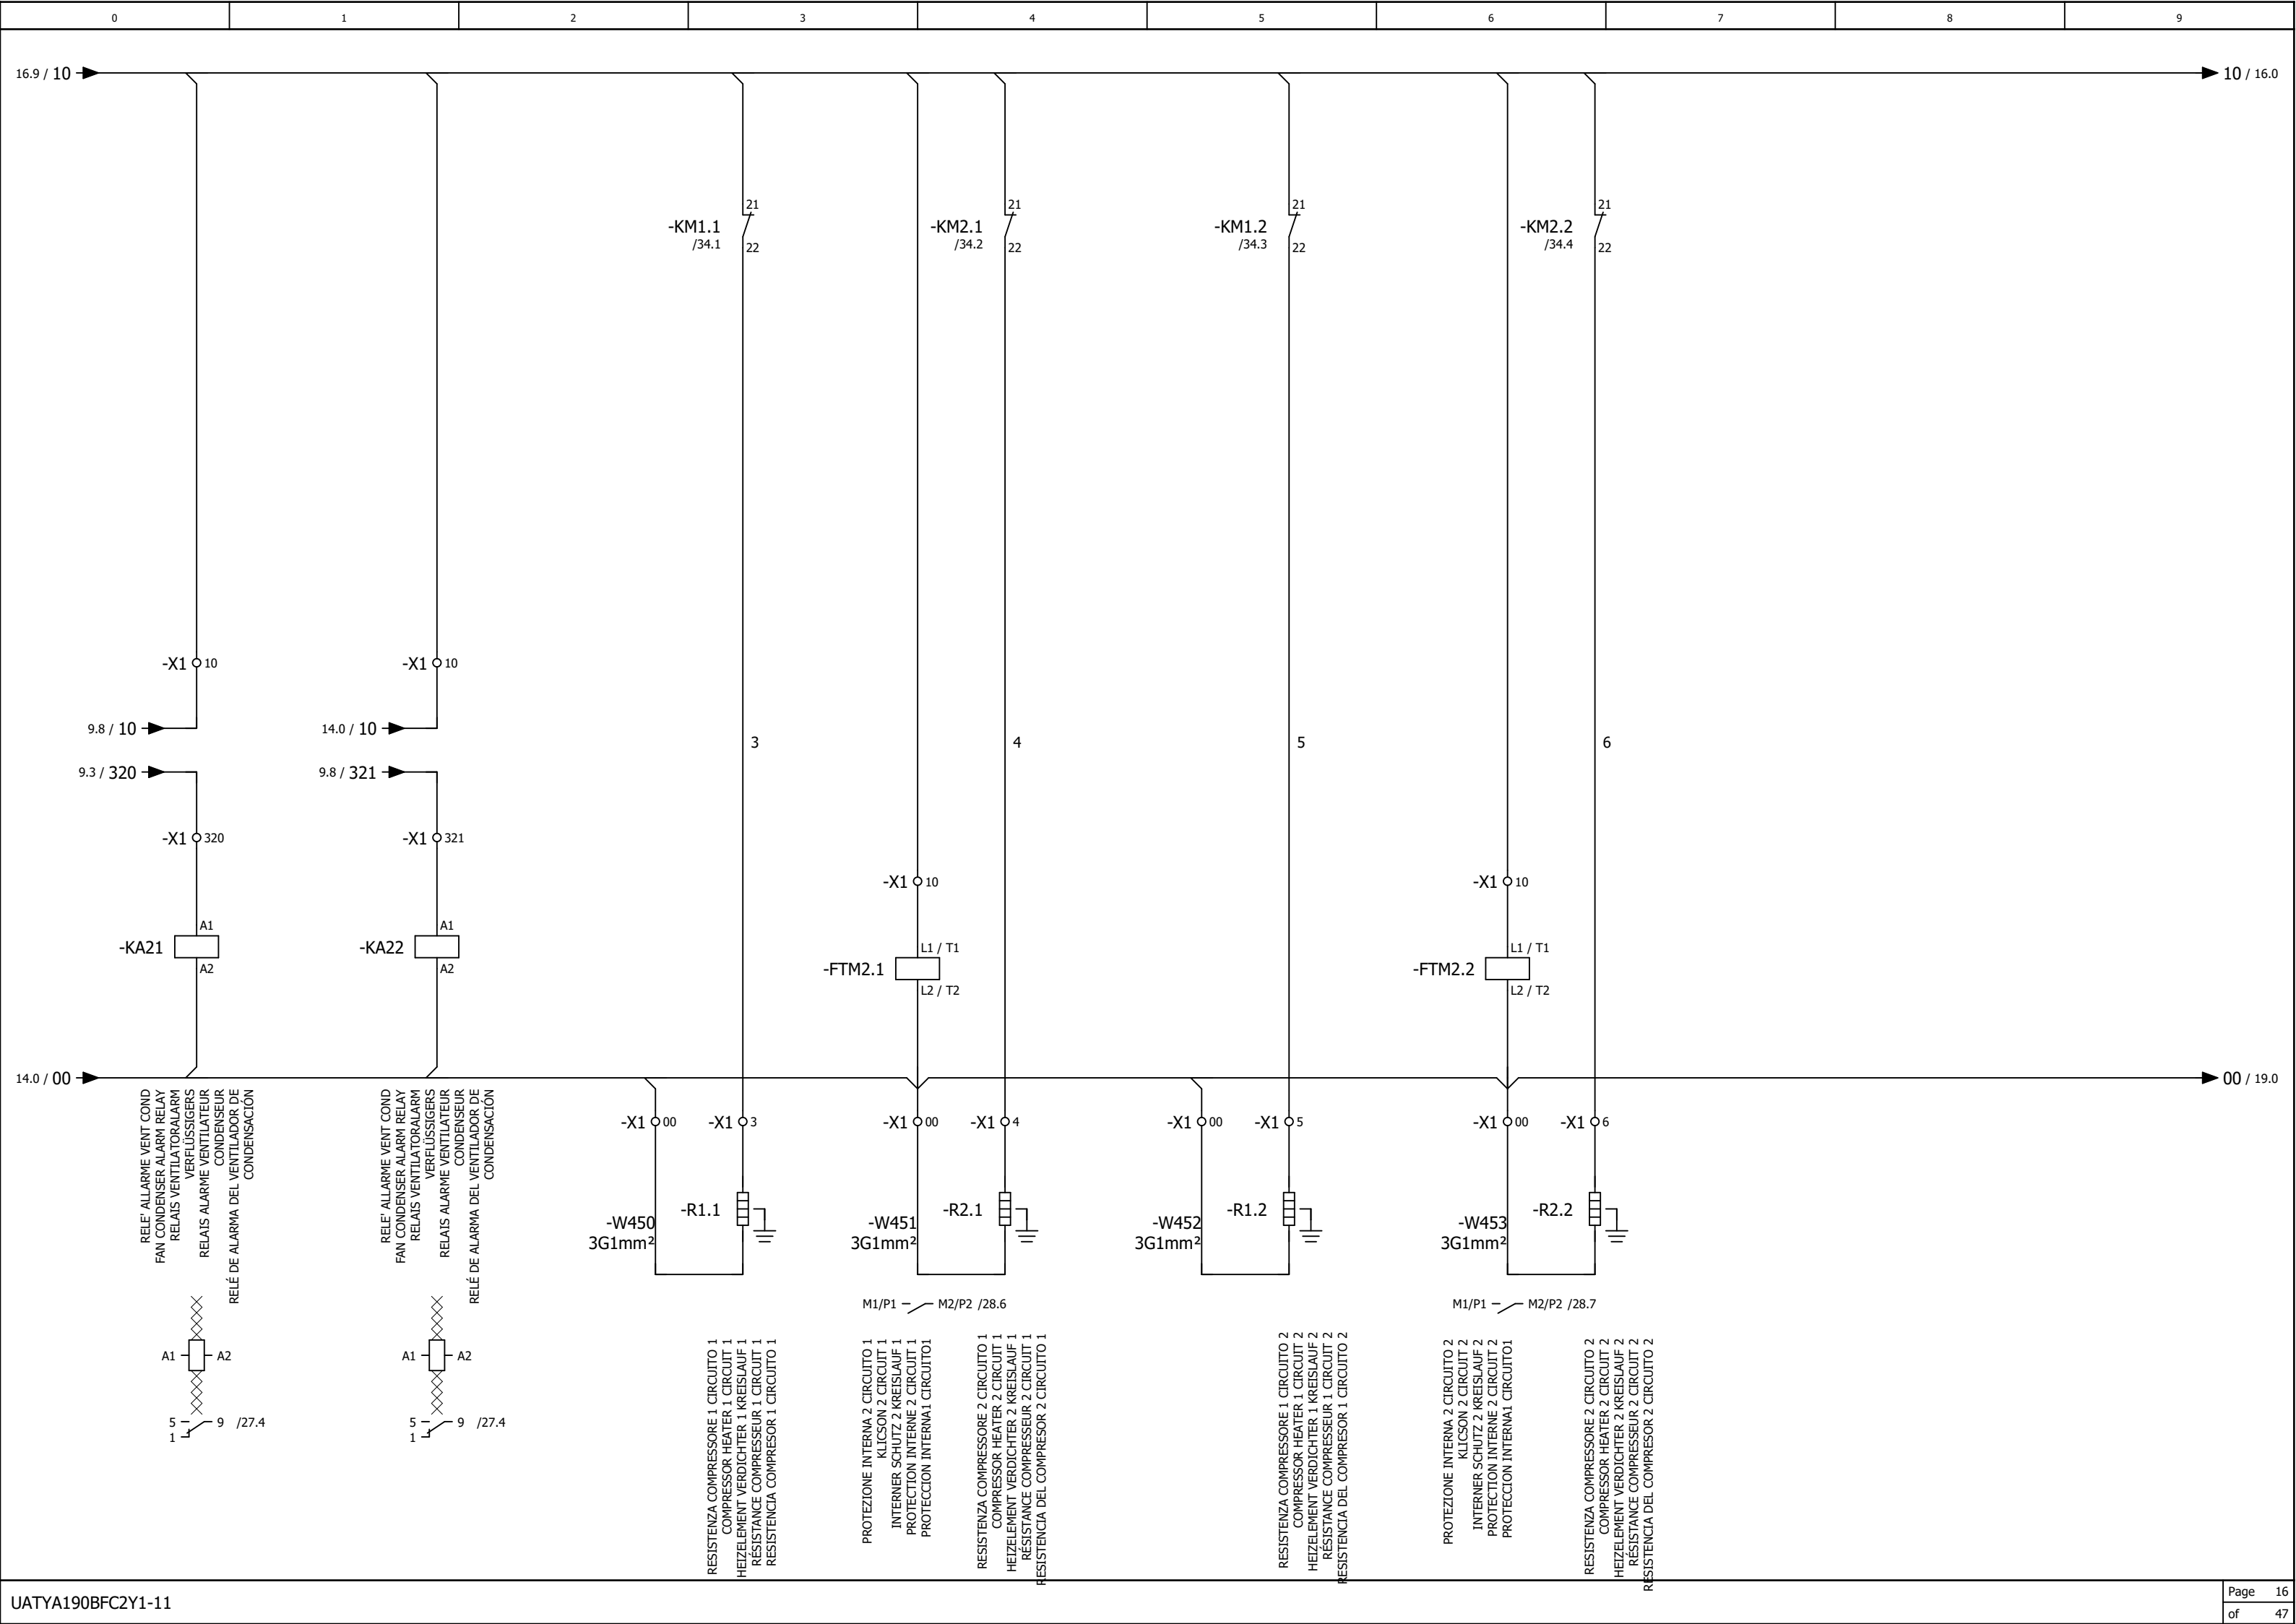 0 1 2 3 4 5 6 7 8 9
16.9 / 10
10 / 16.0
-KM1.1
/34.1
21
22
-KM2.1
/34.2
21
22
-KM1.2
/34.3
21
22
-KM2.2
/34.4
21
22
-X1 10
-X1 10
9.8 / 10
14.0 / 10
3
4
5
6
9.3 / 320
9.8 / 321
-X1 320
-X1 321
-X1 10
-X1 10
-KA21
A1
A2
-KA22
A1
A2
-FTM2.1
L1 / T1
L2 / T2
-FTM2.2
L1 / T1
L2 / T2
14.0 / 00
00 / 19.0
-X1 00
-X1 3
-X1 00
-X1 4
-X1 00
-X1 5
-X1 00
-X1 6
RELE' ALLARME VENT COND
FAN CONDENSER ALARM RELAY
RELAIS VENTILATORALARM
VERFLÜSSIGERS
RELAIS ALARME VENTILATEUR
CONDENSEUR
RELÉ DE ALARMA DEL VENTILADOR DE
CONDENSACIÓN
RELE' ALLARME VENT COND
FAN CONDENSER ALARM RELAY
RELAIS VENTILATORALARM
VERFLÜSSIGERS
RELAIS ALARME VENTILATEUR
CONDENSEUR
RELÉ DE ALARMA DEL VENTILADOR DE
CONDENSACIÓN
-W450
3G1mm²
-R1.1
-W451
3G1mm²
-R2.1
-W452
3G1mm²
-R1.2
-W453
3G1mm²
-R2.2
M1/P1 M2/P2 /28.6
M1/P1 M2/P2 /28.7
A1 A2
5 9 /27.4
1
A1 A2
5 9 /27.4
1
RESISTENZA COMPRESSORE 1 CIRCUITO 1
COMPRESSOR HEATER 1 CIRCUIT 1
HEIZELEMENT VERDICHTER 1 KREISLAUF 1
RÉSISTANCE COMPRESSEUR 1 CIRCUIT 1
RESISTENCIA COMPRESOR 1 CIRCUITO 1
PROTEZIONE INTERNA 2 CIRCUITO 1
KLICSON 2 CIRCUIT 1
INTERNER SCHUTZ 2 KREISLAUF 1
PROTECTION INTERNE 2 CIRCUIT 1
PROTECCION INTERNA1 CIRCUITO1
RESISTENZA COMPRESSORE 2 CIRCUITO 1
COMPRESSOR HEATER 2 CIRCUIT 1
HEIZELEMENT VERDICHTER 2 KREISLAUF 1
RÉSISTANCE COMPRESSEUR 2 CIRCUIT 1
RESISTENCIA DEL COMPRESOR 2 CIRCUITO 1
RESISTENZA COMPRESSORE 1 CIRCUITO 2
COMPRESSOR HEATER 1 CIRCUIT 2
HEIZELEMENT VERDICHTER 1 KREISLAUF 2
RÉSISTANCE COMPRESSEUR 1 CIRCUIT 2
RESISTENCIA DEL COMPRESOR 1 CIRCUITO 2
PROTEZIONE INTERNA 2 CIRCUITO 2
KLICSON 2 CIRCUIT 2
INTERNER SCHUTZ 2 KREISLAUF 2
PROTECTION INTERNE 2 CIRCUIT 2
PROTECCION INTERNA1 CIRCUITO1
RESISTENZA COMPRESSORE 2 CIRCUITO 2
COMPRESSOR HEATER 2 CIRCUIT 2
HEIZELEMENT VERDICHTER 2 KREISLAUF 2
RÉSISTANCE COMPRESSEUR 2 CIRCUIT 2
RESISTENCIA DEL COMPRESOR 2 CIRCUITO 2
UATYA190BFC2Y1-11
Page 16
of 47